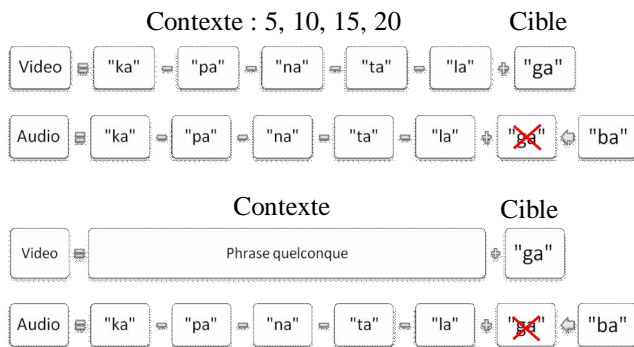 Contexte : 5, 10, 15, 20 Cible
Video = "ka" - "pa" - "na" - "ta" - "la" + "ga"
Audio = "ka" - "pa" - "na" - "ta" - "la" + "ga" "ba"
Contexte Cible
Video = Phrase quelconque + "ga"
Audio = "ka" - "pa" - "na" - "ta" - "la" + "ga" "ba"